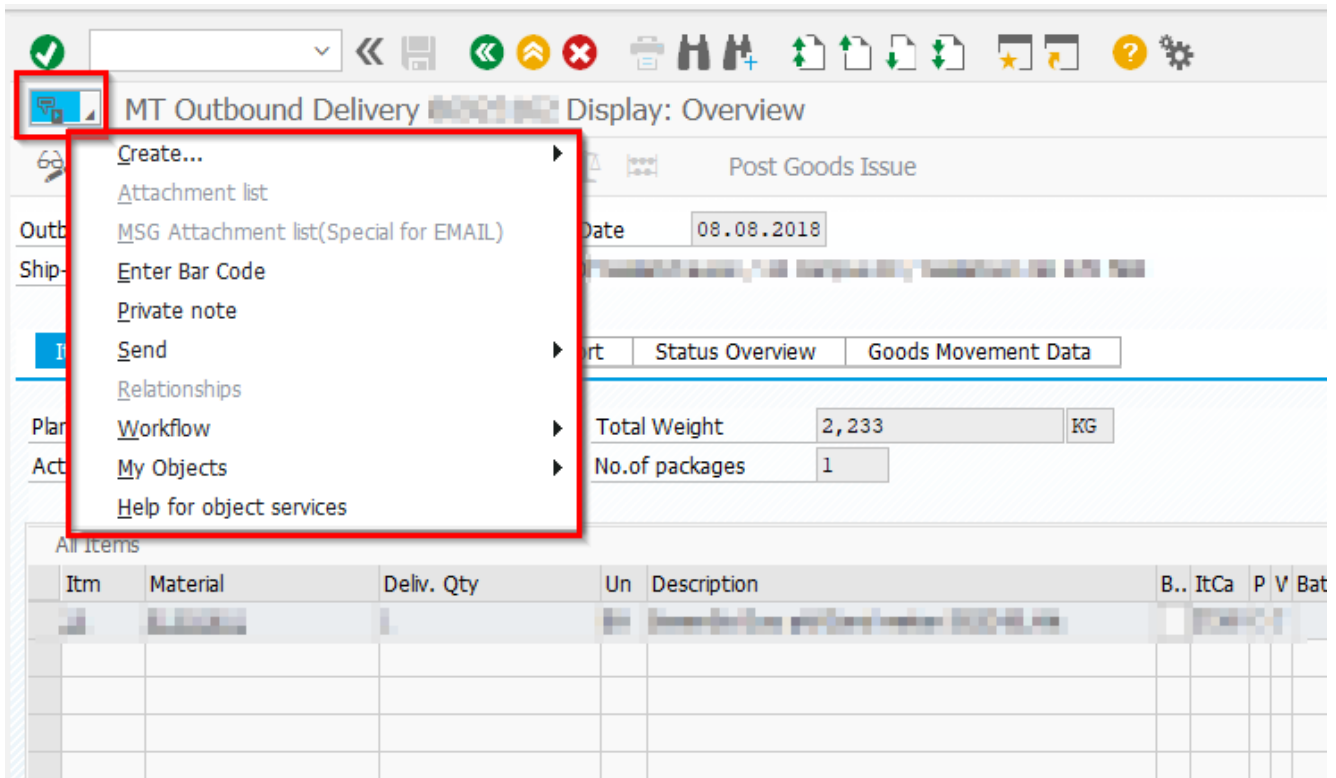 MT Outbound Delivery Display: Overview
Create...
Attachment list
MSG Attachment list(Special for EMAIL)
Enter Bar Code
Private note
Send
Relationships
Workflow
My Objects
Help for object services
Post Goods Issue
Outb Date 08.08.2018
Ship-
It rt Status Overview Goods Movement Data
Plan Total Weight 2,233 KG
Act No.of packages 1
All Items
Itm Material Deliv. Qty Un Description B.. ItCa P V Bat